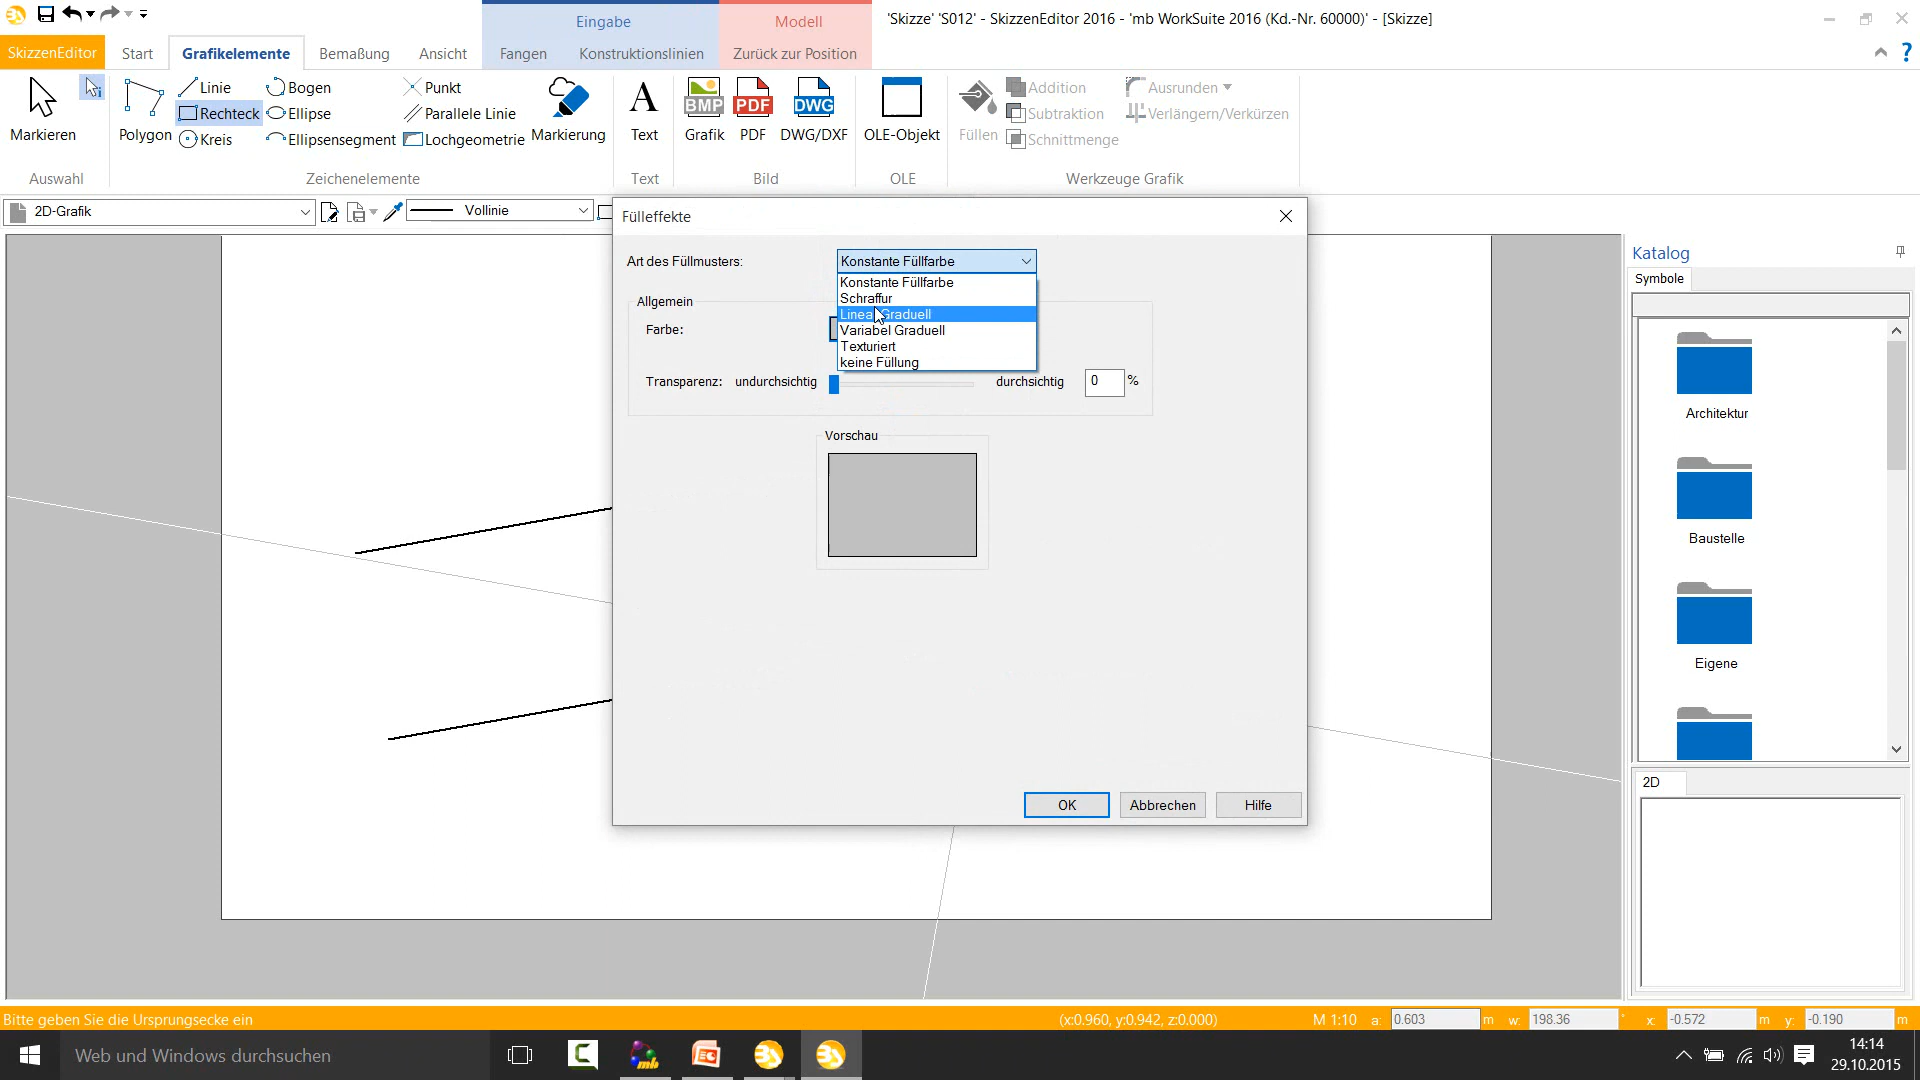 'Skizze' 'S012' - SkizzenEditor 2016 - 'mb WorkSuite 2016 (Kd.-Nr. 60000)' - [Skizze]
Eingabe
Modell
SkizzenEditor
Start
Grafikelemente
Bemaßung
Ansicht
Fangen
Konstruktionslinien
Zurück zur Position
?
Markieren
Auswahl
Polygon
Linie
Rechteck
Kreis
Bogen
Ellipse
Ellipsensegment
Punkt
Parallele Linie
Lochgeometrie
Markierung
Zeichenelemente
A
Text
Text
BMP
Grafik
PDF
PDF
DWG
DWG/DXF
Bild
OLE-Objekt
OLE
Füllen
Addition
Subtraktion
Schnittmenge
Ausrunden
Verlängern/Verkürzen
Werkzeuge Grafik
2D-Grafik
Vollinie
Fülleffekte
Art des Füllmusters:
Konstante Füllfarbe
Konstante Füllfarbe
Schraffur
Linear Graduell
Variabel Graduell
Texturiert
keine Füllung
Allgemein
Farbe:
Transparenz: undurchsichtig
durchsichtig
0 %
Vorschau
OK
Abbrechen
Hilfe
Katalog
Symbole
Architektur
Baustelle
Eigene
2D
Bitte geben Sie die Ursprungsecke ein
(x:0.960, y:0.942, z:0.000)
M 1:10 a: 0.603 m w: 198.36 ° x: -0.572 m y: -0.190 m
Web und Windows durchsuchen
mb
14:14
29.10.2015